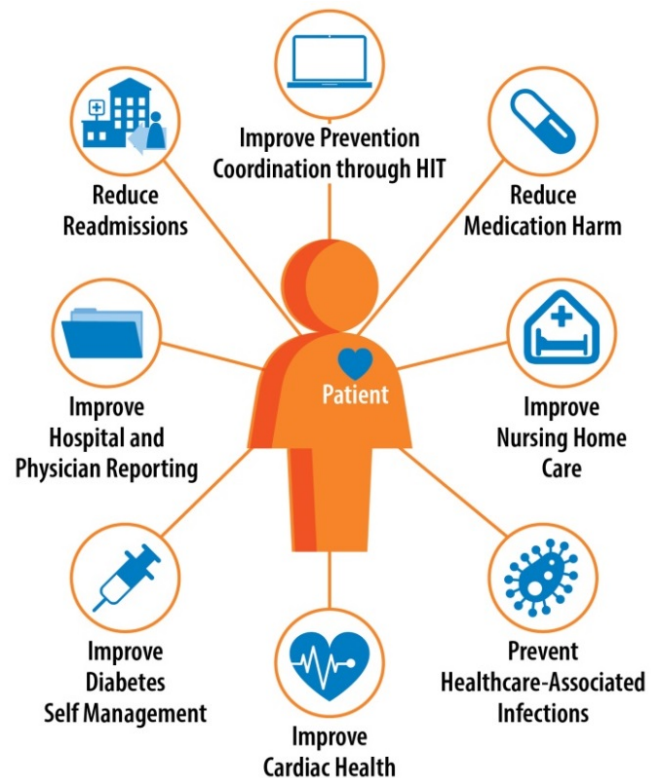 Improve Prevention
Coordination through HIT
Reduce
Readmissions
Reduce
Medication Harm
Patient
Improve
Hospital and
Physician Reporting
Improve
Nursing Home
Care
Improve
Diabetes
Self Management
Prevent
Healthcare-Associated
Infections
Improve
Cardiac Health